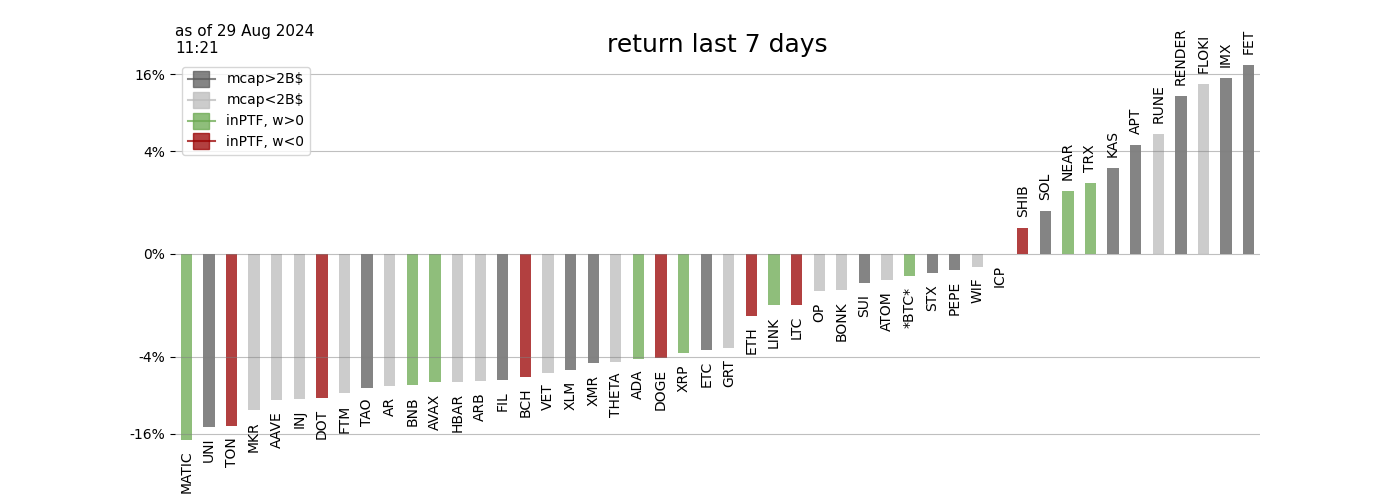 as of 29 Aug 2024
11:21
return last 7 days
mcap>2B$
mcap<2B$
inPTF, w>0
inPTF, w<0
16%
4%
0%
-4%
-16%
MATIC
UNI
TON
MKR
AAVE
INJ
DOT
FTM
TAO
AR
BNB
AVAX
HBAR
ARB
FIL
BCH
VET
XLM
XMR
THETA
ADA
DOGE
XRP
ETC
GRT
ETH
LINK
LTC
OP
BONK
SUI
ATOM
*BTC*
STX
PEPE
WIF
ICP
SHIB
SOL
NEAR
TRX
KAS
APT
RUNE
RENDER
FLOKI
IMX
FET